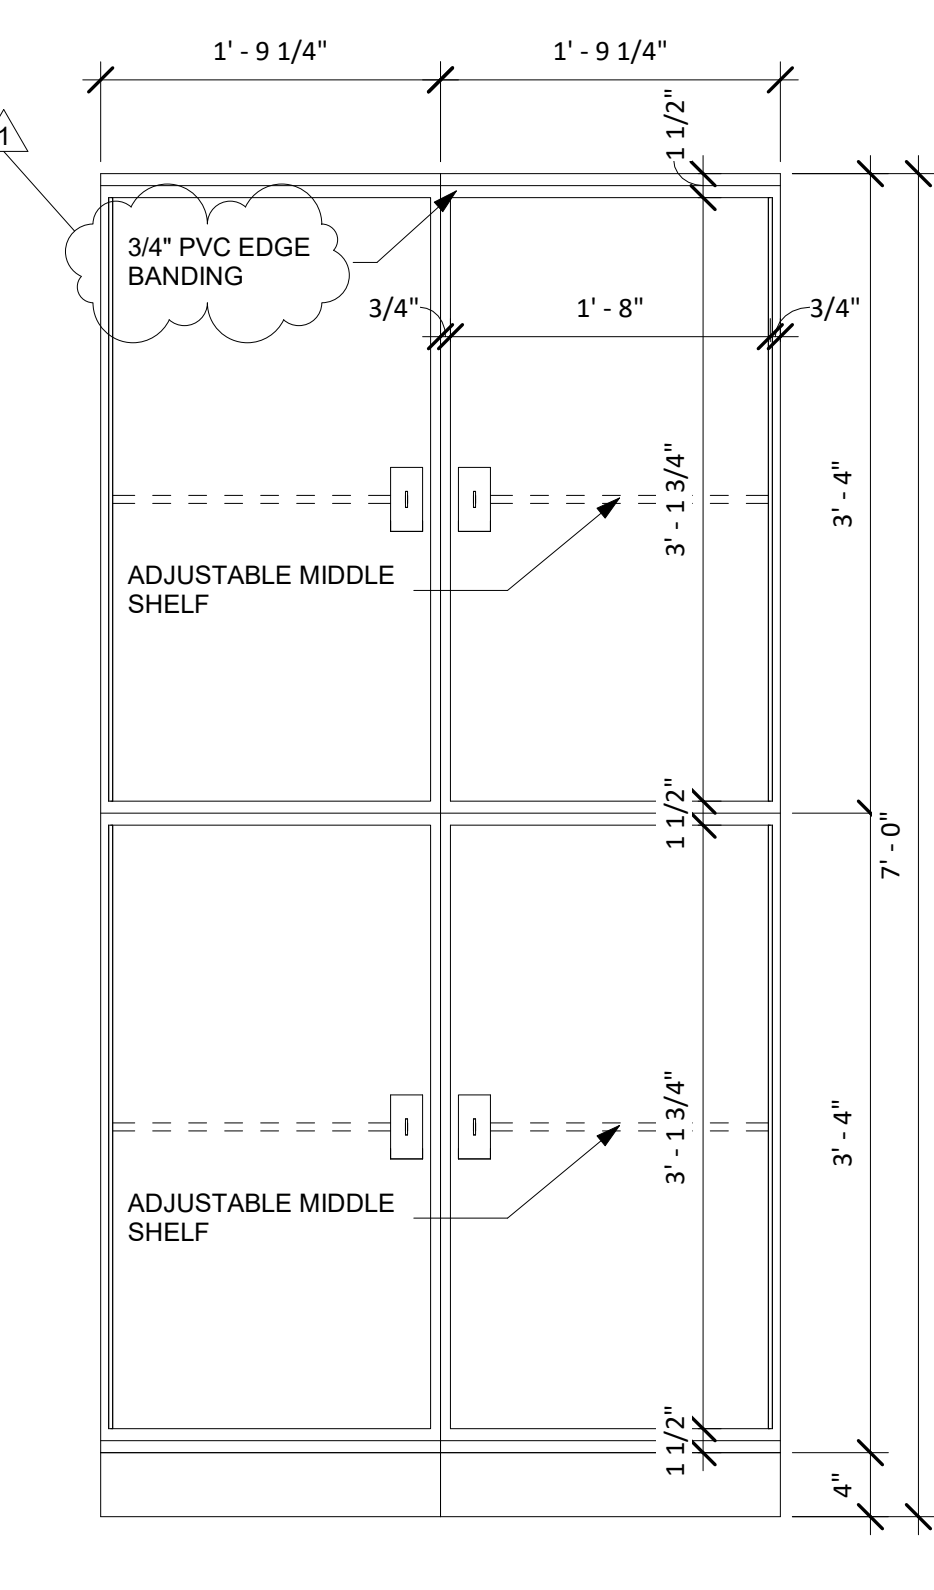 1' - 9 1/4"
1' - 9 1/4"
1
1 1/2"
3/4" PVC EDGE
BANDING
3/4"
1' - 8"
3/4"
3' - 1 3/4"
3' - 4"
ADJUSTABLE MIDDLE
SHELF
1 1/2"
7' - 0"
3' - 1 3/4"
3' - 4"
ADJUSTABLE MIDDLE
SHELF
1 1/2"
4"